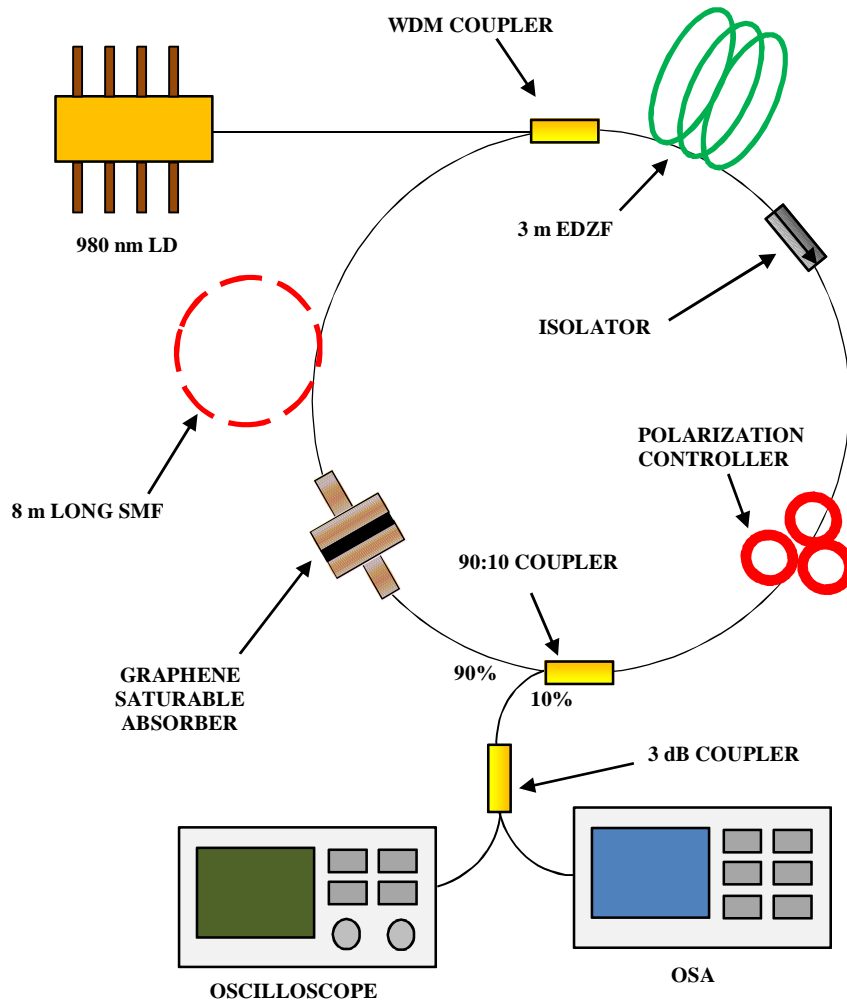 WDM COUPLER
980 nm LD
3 m EDZF
ISOLATOR
POLARIZATION
CONTROLLER
8 m LONG SMF
90:10 COUPLER
GRAPHENE
SATURABLE
ABSORBER
90%
10%
3 dB COUPLER
OSCILLOSCOPE
OSA